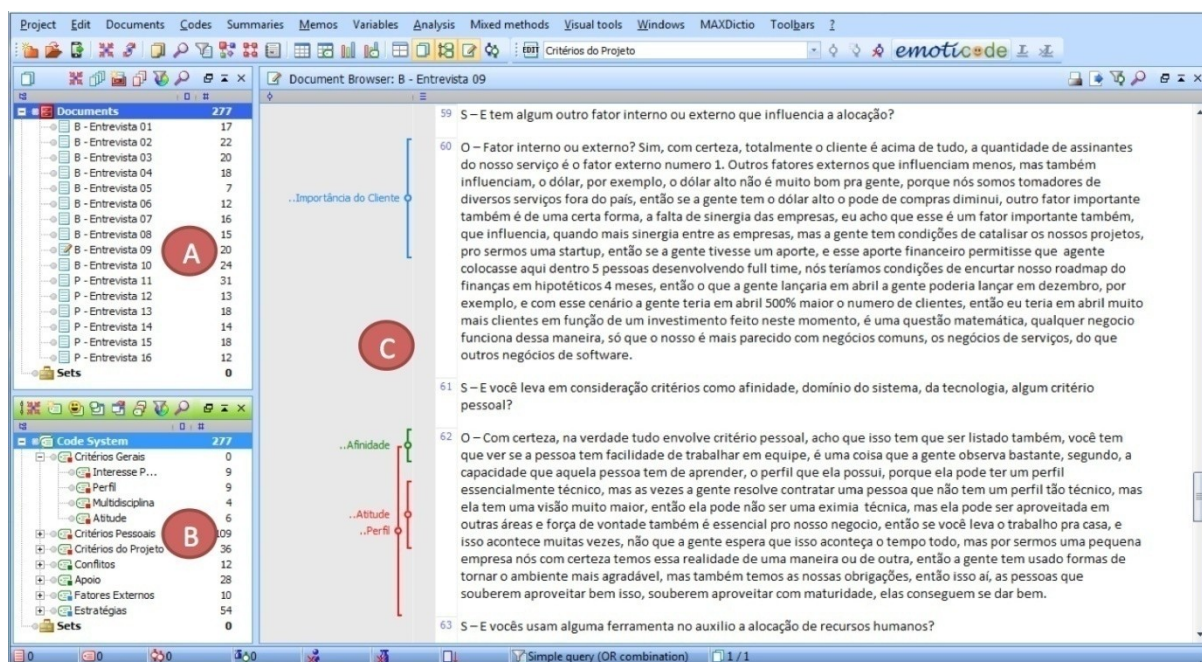 Project Edit Documents Codes Summaries Memos Variables Analysis Mixed methods Visual tools Windows MAXDictio Toolbars ?
EDIT Critérios do Projeto emoticode
Documents 277
B - Entrevista 01 17
B - Entrevista 02 22
B - Entrevista 03 20
B - Entrevista 04 18
B - Entrevista 05 7
B - Entrevista 06 12
B - Entrevista 07 16
B - Entrevista 08 15
B - Entrevista 09 20
B - Entrevista 10 24
P - Entrevista 11 31
P - Entrevista 12 13
P - Entrevista 13 18
P - Entrevista 14 14
P - Entrevista 15 18
P - Entrevista 16 12
Sets 0
A
Code System 277
Critérios Gerais 0
Interesse P... 9
Perfil 9
Multidisciplina 4
Atitude 6
Critérios Pessoais 109
Critérios do Projeto 36
Conflitos 12
Apoio 28
Fatores Externos 10
Estratégias 54
Sets 0
B
Document Browser: B - Entrevista 09
59 S – E tem algum outro fator interno ou externo que influencia a alocação?
..Importância do Cliente
60 O – Fator interno ou externo? Sim, com certeza, totalmente o cliente é acima de tudo, a quantidade de assinantes
do nosso serviço é o fator externo numero 1. Outros fatores externos que influenciam menos, mas também
influenciam, o dólar, por exemplo, o dólar alto não é muito bom pra gente, porque nós somos tomadores de
diversos serviços fora do país, então se a gente tem o dólar alto o pode de compras diminui, outro fator importante
também é de uma certa forma, a falta de sinergia das empresas, eu acho que esse é um fator importante também,
que influencia, quando mais sinergia entre as empresas, mas a gente tem condições de catalisar os nossos projetos,
pro sermos uma startup, então se a gente tivesse um aporte, e esse aporte financeiro permitisse que agente
colocasse aqui dentro 5 pessoas desenvolvendo full time, nós teríamos condições de encurtar nosso roadmap do
finanças em hipotéticos 4 meses, então o que a gente lançaria em abril a gente poderia lançar em dezembro, por
exemplo, e com esse cenário a gente teria em abril 500% maior o numero de clientes, então eu teria em abril muito
mais clientes em função de um investimento feito neste momento, é uma questão matemática, qualquer negocio
funciona dessa maneira, só que o nosso é mais parecido com negócios comuns, os negócios de serviços, do que
outros negócios de software.
C
61 S – E você leva em consideração critérios como afinidade, domínio do sistema, da tecnologia, algum critério
pessoal?
..Afinidade
..Atitude
..Perfil
62 O – Com certeza, na verdade tudo envolve critério pessoal, acho que isso tem que ser listado também, você tem
que ver se a pessoa tem facilidade de trabalhar em equipe, é uma coisa que a gente observa bastante, segundo, a
capacidade que aquela pessoa tem de aprender, o perfil que ela possui, porque ela pode ter um perfil
essencialmente técnico, mas as vezes a gente resolve contratar uma pessoa que não tem um perfil tão técnico, mas
ela tem uma visão muito maior, então ela pode não ser uma eximia técnica, mas ela pode ser aproveitada em
outras áreas e força de vontade também é essencial pro nosso negocio, então se você leva o trabalho pra casa, e
isso acontece muitas vezes, não que a gente espera que isso aconteça o tempo todo, mas por sermos uma pequena
empresa nós com certeza temos essa realidade de uma maneira ou de outra, então a gente tem usado formas de
tornar o ambiente mais agradável, mas também temos as nossas obrigações, então isso aí, as pessoas que
souberem aproveitar bem isso, souberem aproveitar com maturidade, elas conseguem se dar bem.
63 S – E vocês usam alguma ferramenta no auxilio a alocação de recursos humanos?
0 0 0 0 Simple query (OR combination) 1 / 1